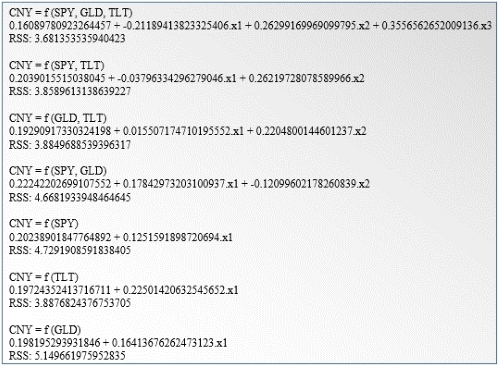 CNY = f (SPY, GLD, TLT)
0.16089780923264457 + -0.21189413823325406.x1 + 0.26299169969099795.x2 + 0.3556562652009136.x3
RSS: 3.681353535940423
CNY = f (SPY, TLT)
0.2039015515038045 + -0.03796334296279046.x1 + 0.26219728078589966.x2
RSS: 3.8589613138639227
CNY = f (GLD, TLT)
0.19290917330324198 + 0.015507174710195552.x1 + 0.2204800144601237.x2
RSS: 3.8849688539396317
CNY = f (SPY, GLD)
0.22242202699107552 + 0.17842973203100937.x1 + -0.12099602178260839.x2
RSS: 4.6681933948464645
CNY = f (SPY)
0.20238901847764892 + 0.1251591898720694.x1
RSS: 4.7291908591838405
CNY = f (TLT)
0.19724352413716711 + 0.22501420632545652.x1
RSS: 3.8876824376753705
CNY = f (GLD)
0.198195293931846 + 0.16413676262473123.x1
RSS: 5.149661975952835